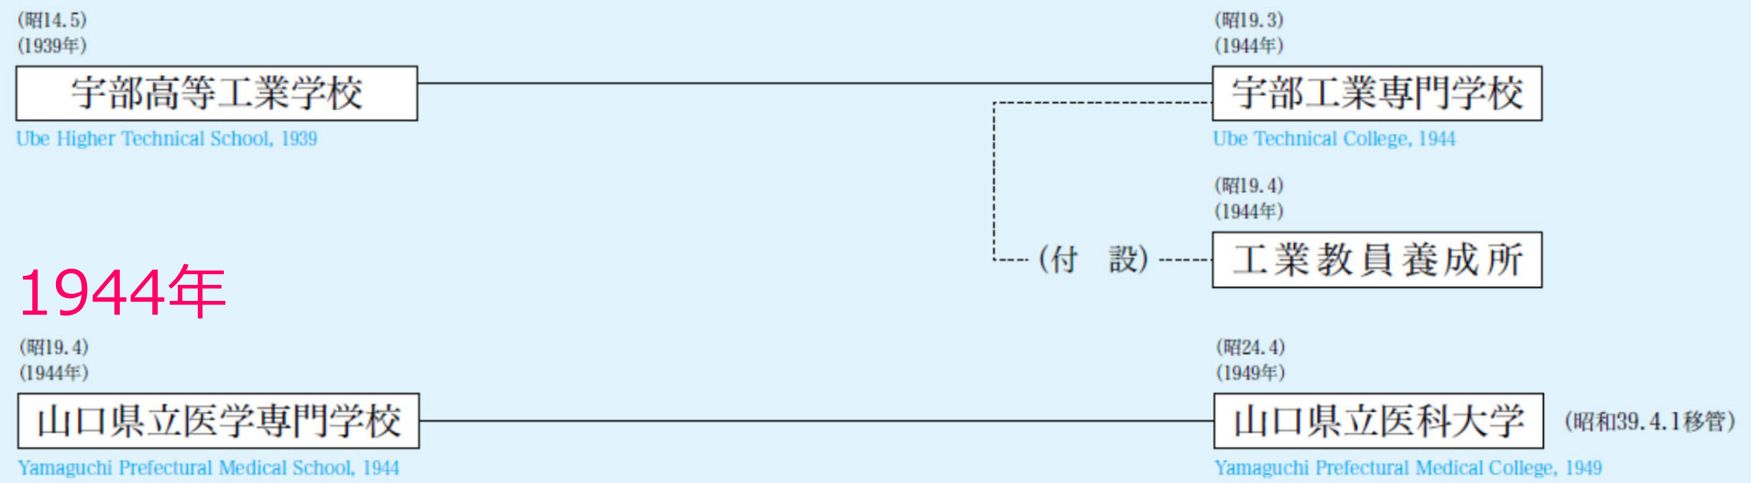 (昭14.5)
(1939年)
宇部高等工業学校
Ube Higher Technical School, 1939
(昭19.3)
(1944年)
宇部工業専門学校
Ube Technical College, 1944
(昭19.4)
(1944年)
(付 設)
工業教員養成所
1944年
(昭19.4)
(1944年)
山口県立医学専門学校
Yamaguchi Prefectural Medical School, 1944
(昭24.4)
(1949年)
山口県立医科大学 (昭和39.4.1移管)
Yamaguchi Prefectural Medical College, 1949